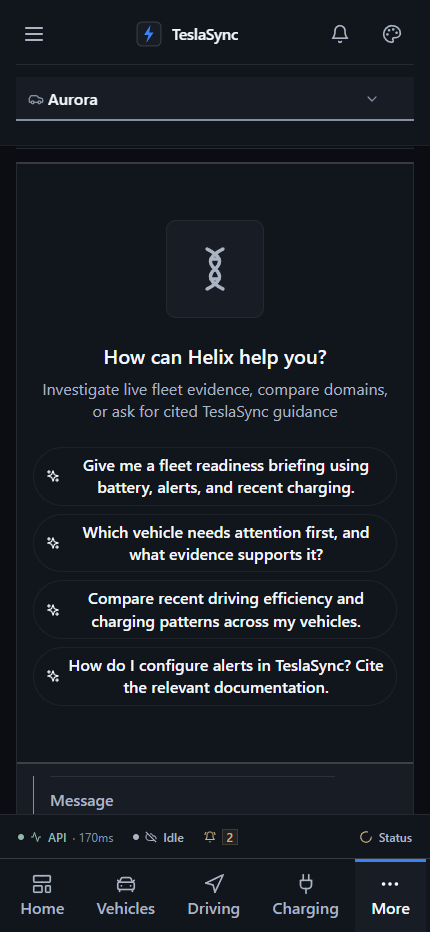 TeslaSync
Aurora
How can Helix help you?
Investigate live fleet evidence, compare domains,
or ask for cited TeslaSync guidance
Give me a fleet readiness briefing using
battery, alerts, and recent charging.
Which vehicle needs attention first, and
what evidence supports it?
Compare recent driving efficiency and
charging patterns across my vehicles.
How do I configure alerts in TeslaSync? Cite
the relevant documentation.
Message
API · 170ms
Idle
2
Status
Home
Vehicles
Driving
Charging
More